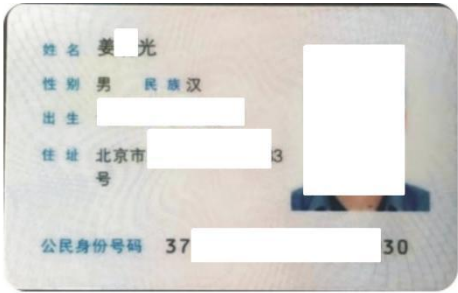 姓名 姜 光
性别 男 民族 汉
出生
住址 北京市 3
号
公民身份号码 37 30